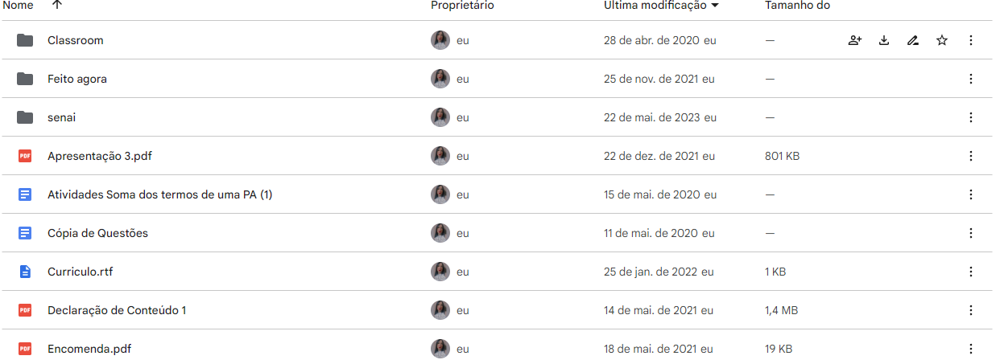 Nome Proprietário Última modificação Tamanho do
Classroom eu 28 de abr. de 2020 eu —
Feito agora eu 25 de nov. de 2021 eu —
senai eu 22 de mai. de 2023 eu —
PDF Apresentação 3.pdf eu 22 de dez. de 2021 eu 801 KB
Atividades Soma dos termos de uma PA (1) eu 15 de mai. de 2020 eu —
Cópia de Questões eu 11 de mai. de 2020 eu —
Curriculo.rtf eu 25 de jan. de 2022 eu 1 KB
PDF Declaração de Conteúdo 1 eu 14 de mai. de 2021 eu 1,4 MB
PDF Encomenda.pdf eu 18 de mai. de 2021 eu 19 KB